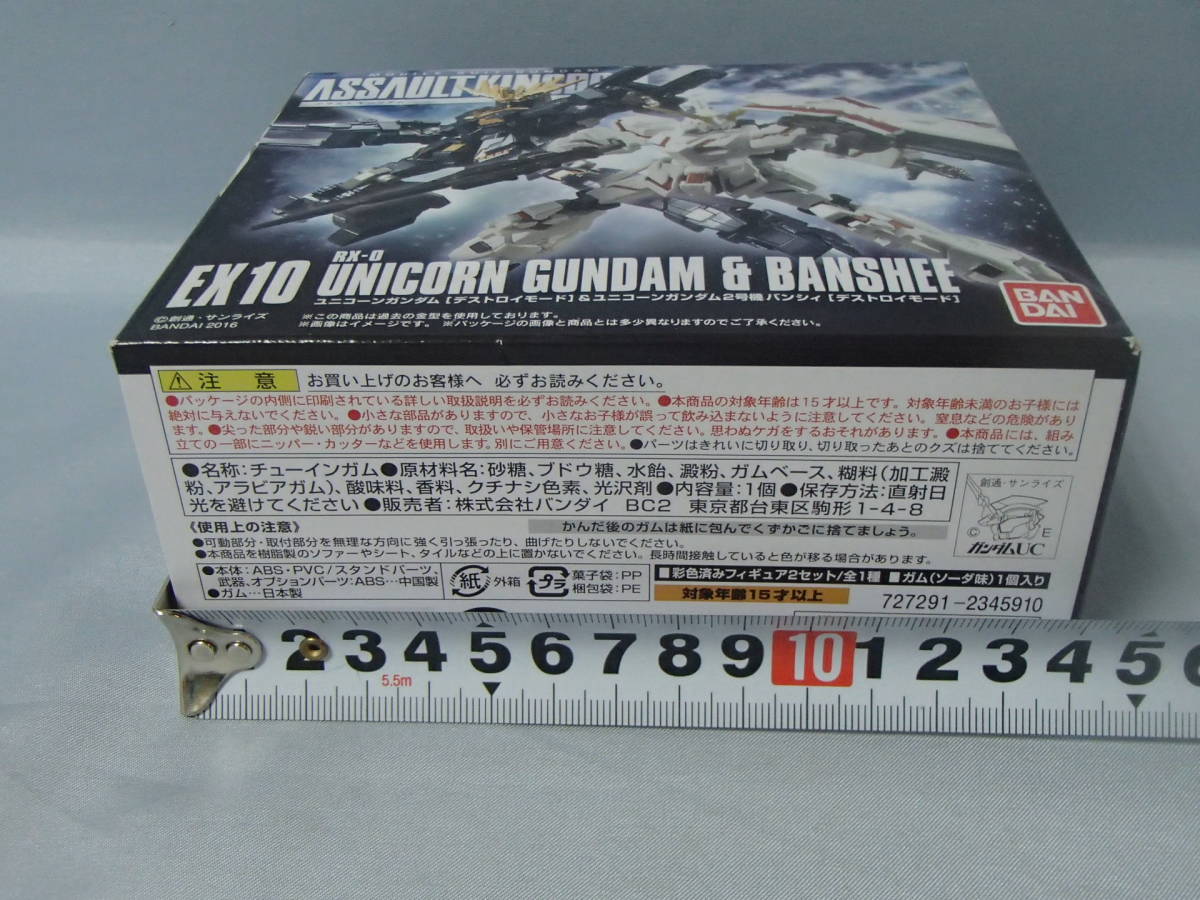 ASSAULT KINGDOM
RX-0
EX10 UNICORN GUNDAM & BANSHEE
ユニコーンガンダム [デストロイモード] & ユニコーンガンダム2号機 バンシィ [デストロイモード]
©創通・サンライズ
BANDAI 2016
※この商品は過去の変型を使用しております。
※画像はイメージです。 ※パッケージの画像と商品とは多少異なりますのでご了承ください。
BAN
DAI
注意 お買い上げのお客様へ 必ずお読みください。
●パッケージの内側に印刷されている詳しい取扱説明を必ずお読みください。●本商品の対象年齢は15才以上です。対象年齢未満のお子様には
絶対に与えないでください。●小さな部品がありますので、小さなお子様が誤って飲み込まないように注意してください。窒息などの危険があり
ます。●尖った部分や鋭い部分がありますので、取扱いや保管場所に注意してください。思わぬケガをするおそれがあります。●本商品には、組み
立ての一部にニッパー・カッターなどを使用します。別にご用意ください。●パーツはきれいに切り取り、切り取ったあとのクズは捨ててください。
●名称:チューインガム●原材料名:砂糖、ブドウ糖、水飴、澱粉、ガムベース、糊料(加工澱
粉、アラビアガム)、酸味料、香料、クチナシ色素、光沢剤●内容量:1個●保存方法:直射日
光を避けてください●販売者:株式会社バンダイ BC2 東京都台東区駒形1-4-8
創通・サンライズ
C E
ガンダムUC
《使用上の注意》
かんだ後のガムは紙に包んでくずかごに捨てましょう。
●可動部分・取付部分を無理な方向に強く引っ張ったり、曲げたりしないでください。
●本商品を樹脂製のソファーやシート、タイルなどの上に置かないでください。長時間接触していると色が移る場合があります。
●本体:ABS・PVC/スタンドパーツ、
武器、オプションパーツ:ABS…中国製
●ガム…日本製
紙 外箱
プラ 菓子袋:PP
梱包袋:PE
■彩色済みフィギュア2セット/全1種 ■ガム(ソーダ味)1個入り
対象年齢15才以上
727291-2345910
2 3 4 5 6 7 8 9 10 1 2 3 4 5 6
5.5m